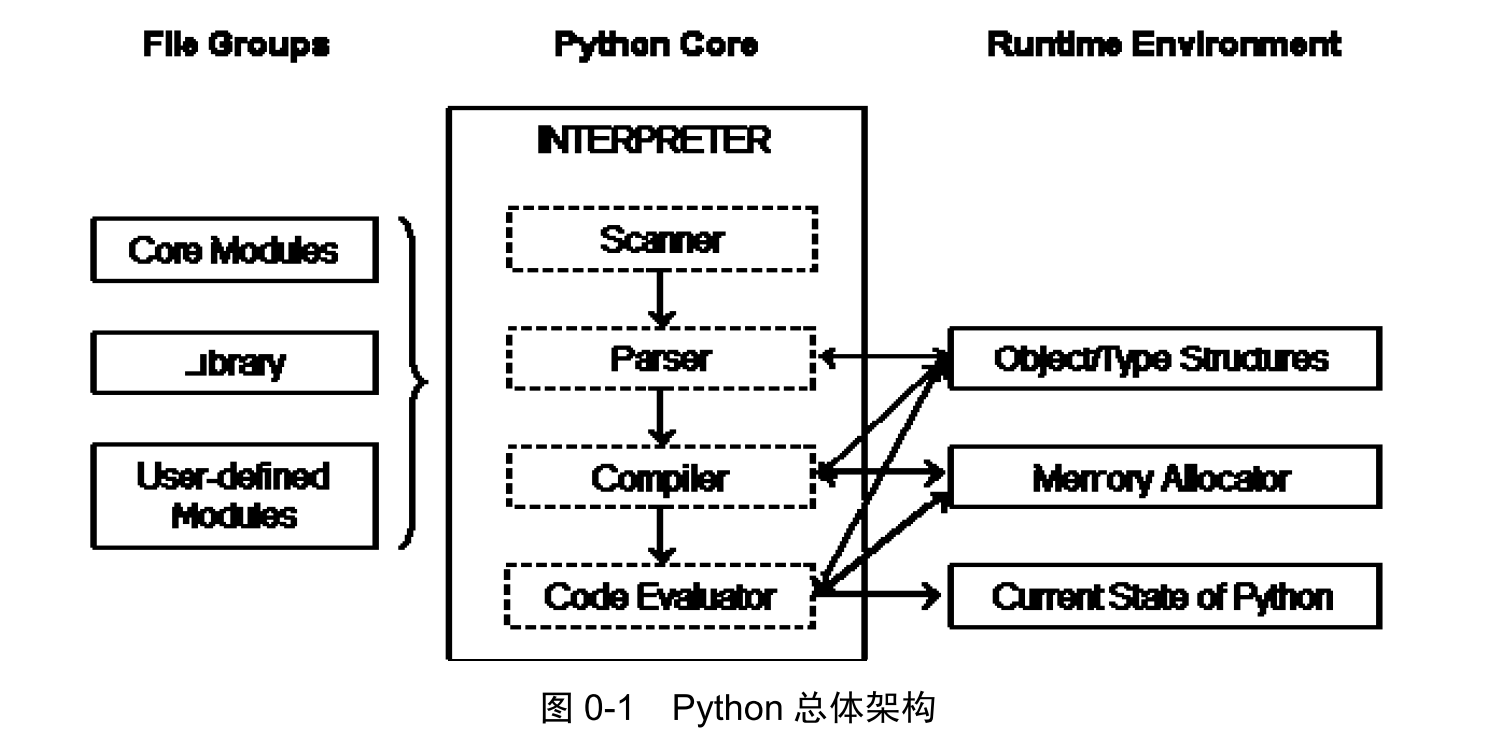 File Groups
Python Core
Runtime Environment
INTERPRETER
Core Modules
Library
User-defined
Modules
Scanner
Parser
Compiler
Code Evaluator
Object/Type Structures
Memory Allocator
Current State of Python
图 0-1 Python 总体架构